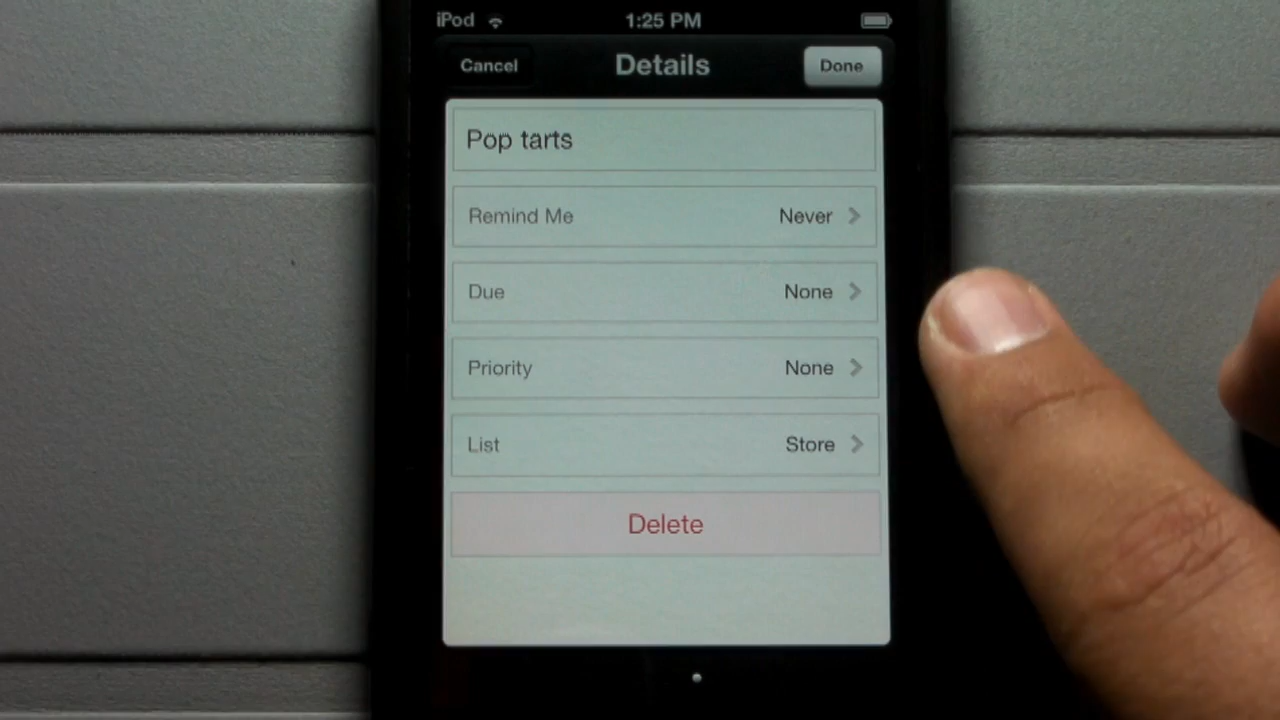 iPod 1:25 PM
Cancel Details Done
Pop tarts
Remind Me Never
Due None
Priority None
List Store
Delete